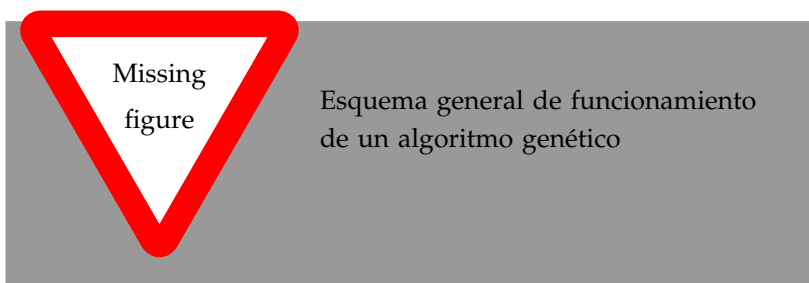 Missing
figure
Esquema general de funcionamiento
de un algoritmo genético